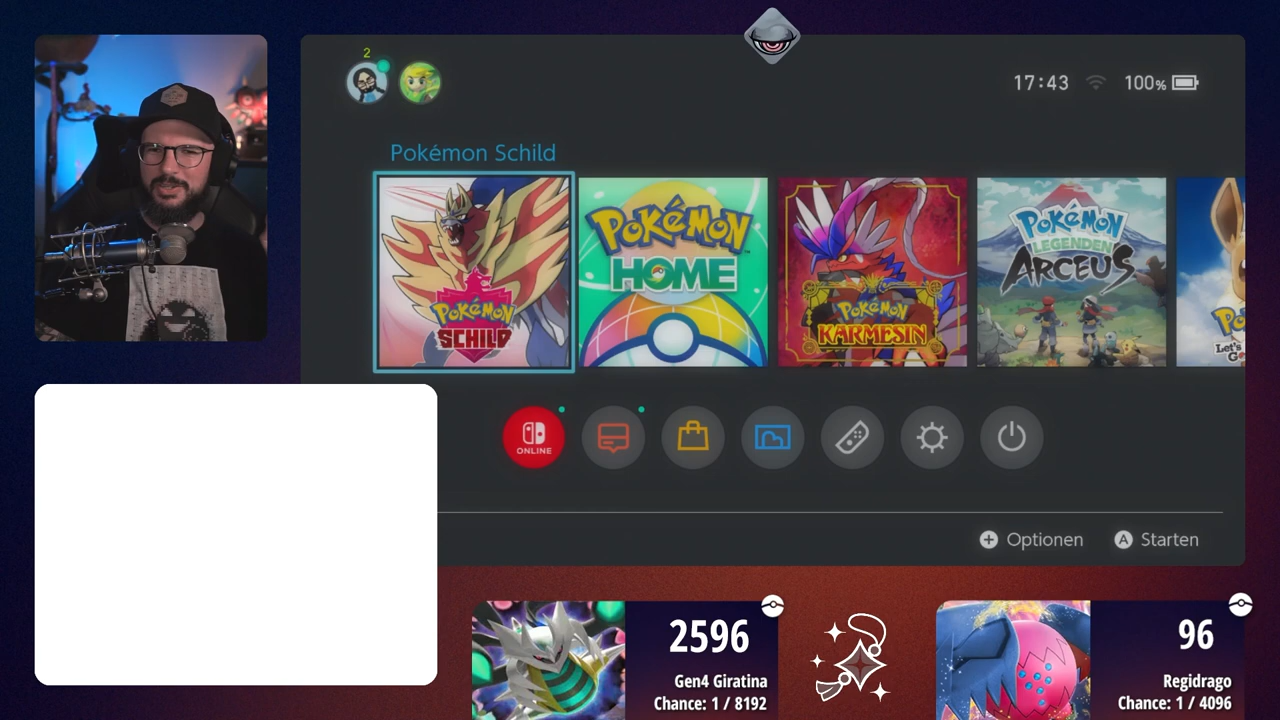 2
17:43
100%
Pokémon Schild
POKÉMON
SCHILD
POKÉMON
HOME
POKÉMON
KARMESIN
POKÉMON
LEGENDEN
ARCEUS
Let's
ONLINE
Optionen
A Starten
2596
Gen4 Giratina
Chance: 1 / 8192
96
Regidrago
Chance: 1 / 4096